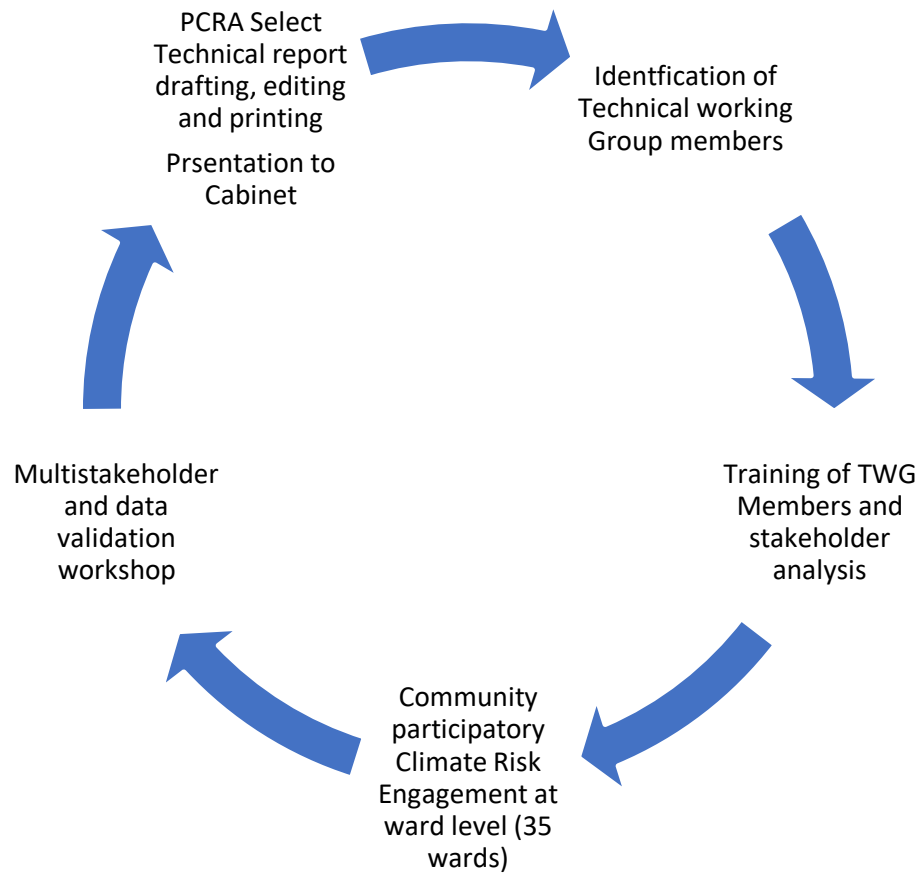 PCRA Select
Technical report
drafting, editing
and printing
Prsentation to
Cabinet
Identfication of
Technical working
Group members
Training of TWG
Members and
stakeholder
analysis
Community
participatory
Climate Risk
Engagement at
ward level (35
wards)
Multistakeholder
and data
validation
workshop